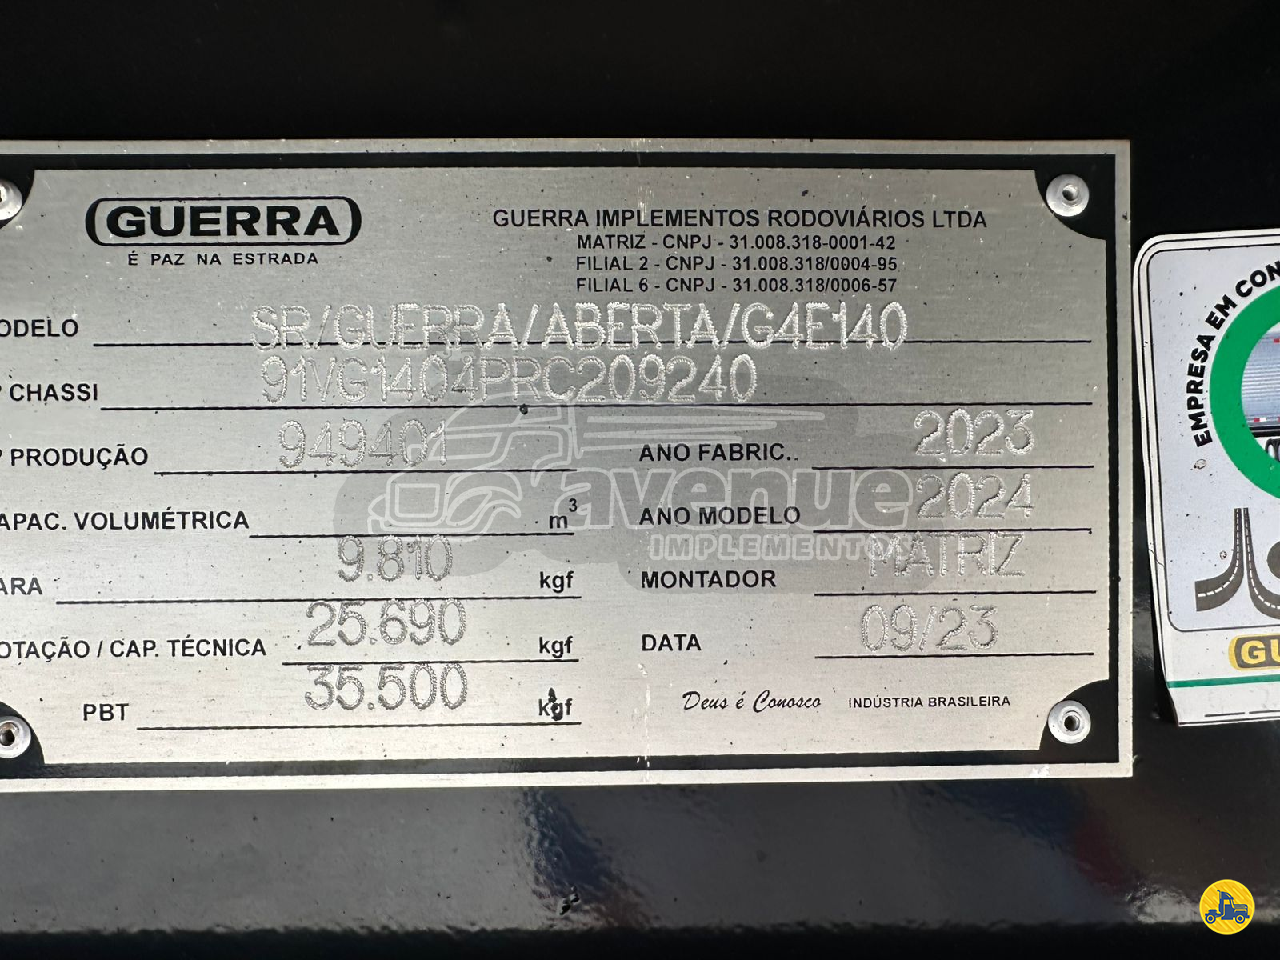 GUERRA
É PAZ NA ESTRADA
GUERRA IMPLEMENTOS RODOVIÁRIOS LTDA
MATRIZ - CNPJ - 31.008.318-0001-42
FILIAL 2 - CNPJ - 31.008.318/0004-95
FILIAL 6 - CNPJ - 31.008.318/0006-57
ODELO SR/GUERRA/ABERTA/G4E140
º CHASSI 91VG1404PRC209240
º PRODUÇÃO 949401
ANO FABRIC.. 2023
APAC. VOLUMÉTRICA m³
ANO MODELO 2024
ARA 9.810 kgf
MONTADOR MATRIZ
OTAÇÃO / CAP. TÉCNICA 25.690 kgf
DATA 09/23
PBT 35.500 kgf
Deus é Conosco INDÚSTRIA BRASILEIRA
avenue
IMPLEMENTOS
EMPRESA EM CON
GU